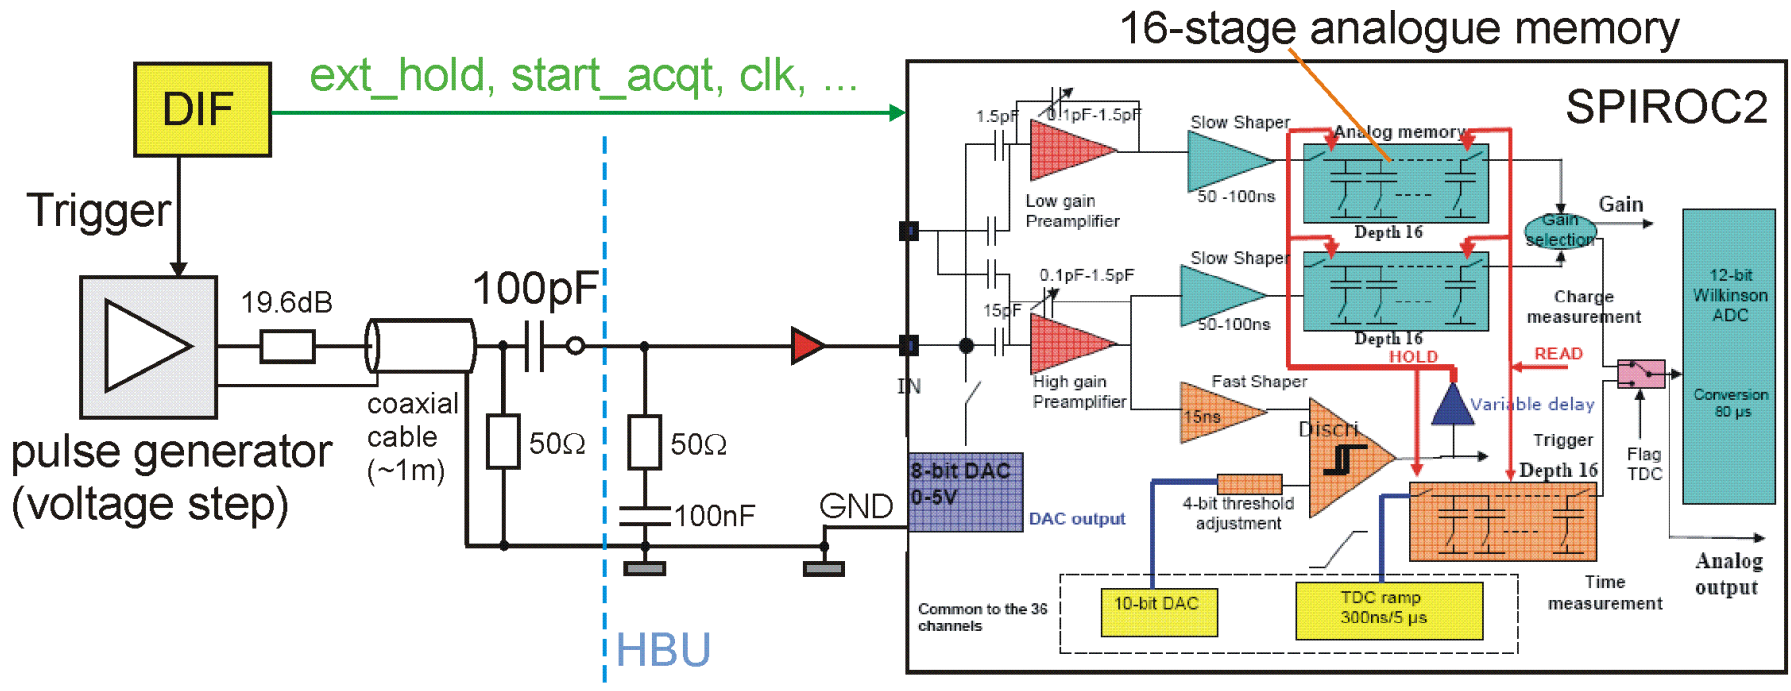 16-stage analogue memory
ext_hold, start_acqt, clk, ...
DIF
SPIROC2
Trigger
19.6dB
100pF
coaxial
cable
(~1m)
50Ω
50Ω
100nF
pulse generator
(voltage step)
GND
HBU
IN
1.5pF
0.1pF-1.5pF
Low gain
Preamplifier
Slow Shaper
50 -100ns
Analog memory
Depth 16
Gain
Gain
selection
12-bit
Wilkinson
ADC
Conversion
80 µs
15pF
0.1pF-1.5pF
High gain
Preamplifier
Slow Shaper
50-100ns
Depth 16
Charge
measurement
HOLD
READ
Fast Shaper
15ns
Discri
Variable delay
Trigger
Depth 16
Flag
TDC
8-bit DAC
0-5V
DAC output
4-bit threshold
adjustment
Analog
output
Time
measurement
Common to the 36
channels
10-bit DAC
TDC ramp
300ns/5 µs